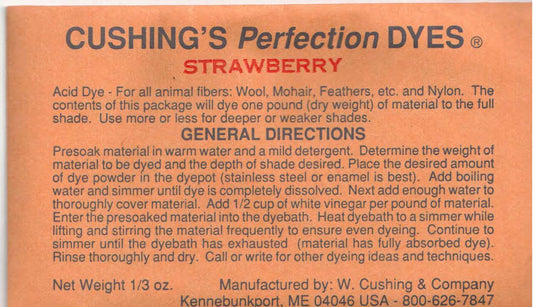 CUSHING'S Perfection DYES ®
STRAWBERRY
Acid Dye - For all animal fibers: Wool, Mohair, Feathers, etc. and Nylon. The
contents of this package will dye one pound (dry weight) of material to the full
shade. Use more or less for deeper or weaker shades.
GENERAL DIRECTIONS
Presoak material in warm water and a mild detergent. Determine the weight of
material to be dyed and the depth of shade desired. Place the desired amount
of dye powder in the dyepot (stainless steel or enamel is best). Add boiling
water and simmer until dye is completely dissolved. Next add enough water to
thoroughly cover material. Add 1/2 cup of white vinegar per pound of material.
Enter the presoaked material into the dyebath. Heat dyebath to a simmer while
lifting and stirring the material frequently to ensure even dyeing. Continue to
simmer until the dyebath has exhausted (material has fully absorbed dye).
Rinse thoroughly and dry. Call or write for other dyeing ideas and techniques.
Net Weight 1/3 oz. Manufactured by: W. Cushing & Company
Kennebunkport, ME 04046 USA - 800-626-7847